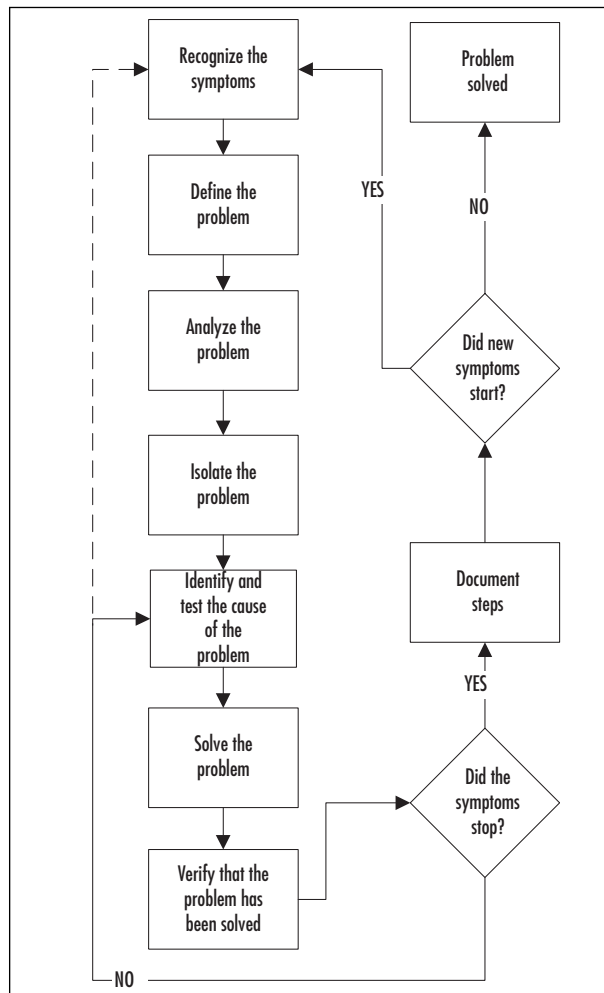 Recognize the
symptoms
Define the
problem
Analyze the
problem
Isolate the
problem
Identify and
test the cause
of the
problem
Solve the
problem
Verify that the
problem has
been solved
NO
Did the
symptoms
stop?
YES
Document
steps
Did new
symptoms
start?
YES
NO
Problem
solved